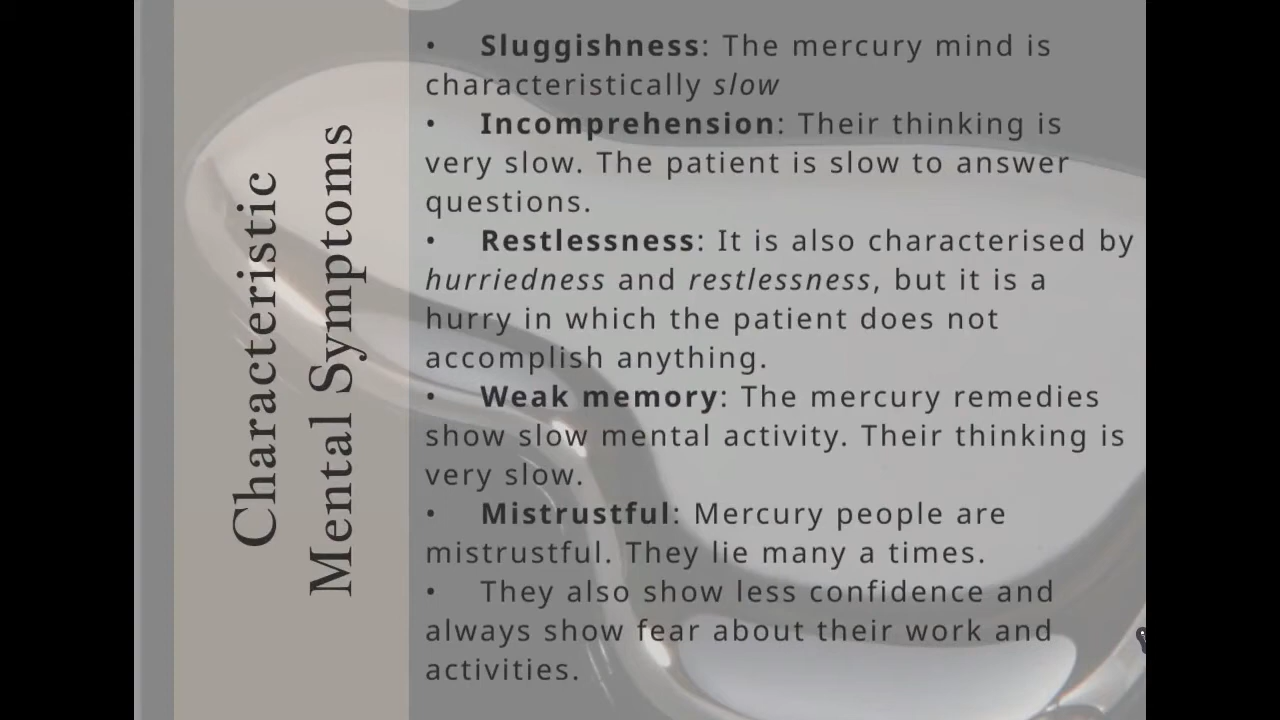 Characteristic
Mental Symptoms
• Sluggishness: The mercury mind is
characteristically slow
• Incomprehension: Their thinking is
very slow. The patient is slow to answer
questions.
• Restlessness: It is also characterised by
hurriedness and restlessness, but it is a
hurry in which the patient does not
accomplish anything.
• Weak memory: The mercury remedies
show slow mental activity. Their thinking is
very slow.
• Mistrustful: Mercury people are
mistrustful. They lie many a times.
• They also show less confidence and
always show fear about their work and
activities.